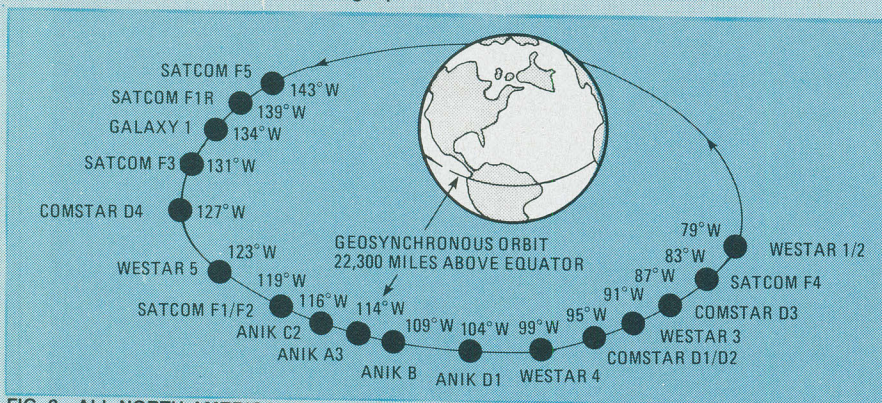 SATCOM F5
143°W
SATCOM F1R
139°W
GALAXY 1
134°W
SATCOM F3
131°W
COMSTAR D4
127°W
WESTAR 5
123°W
SATCOM F1/F2
119°W
ANIK C2
116°W
ANIK A3
114°W
ANIK B
109°W
ANIK D1
104°W
WESTAR 4
99°W
COMSTAR D1/D2
95°W
WESTAR 3
91°W
COMSTAR D3
87°W
SATCOM F4
83°W
WESTAR 1/2
79°W
GEOSYNCHRONOUS ORBIT
22,300 MILES ABOVE EQUATOR